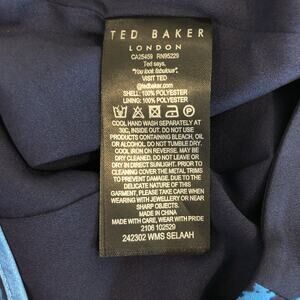 TED BAKER
LONDON
CA25459 RN95229
Ted says,
"You look fabulous".
VISIT TED
@tedbaker.com
SHELL: 100% POLYESTER
LINING: 100% POLYESTER
COOL HAND WASH SEPARATELY AT
30C, INSIDE OUT. DO NOT USE
PRODUCTS CONTAINING BLEACH, OIL
OR ALCOHOL. DO NOT TUMBLE DRY.
COOL IRON ON REVERSE. MAY BE
DRY CLEANED. DO NOT LEAVE OR
DRY IN DIRECT SUNLIGHT. PRIOR TO
PRESSING COVER THE METAL TRIMS
TO PREVENT DAMAGE. DUE TO THE
DELICATE NATURE OF THIS
GARMENT, PLEASE TAKE CARE WHEN
WEARING WITH JEWELLERY OR NEAR
SHARP OBJECTS.
MADE IN CHINA
MADE WITH CARE, WEAR WITH PRIDE
2106 102529
242302 WMS SELAAH